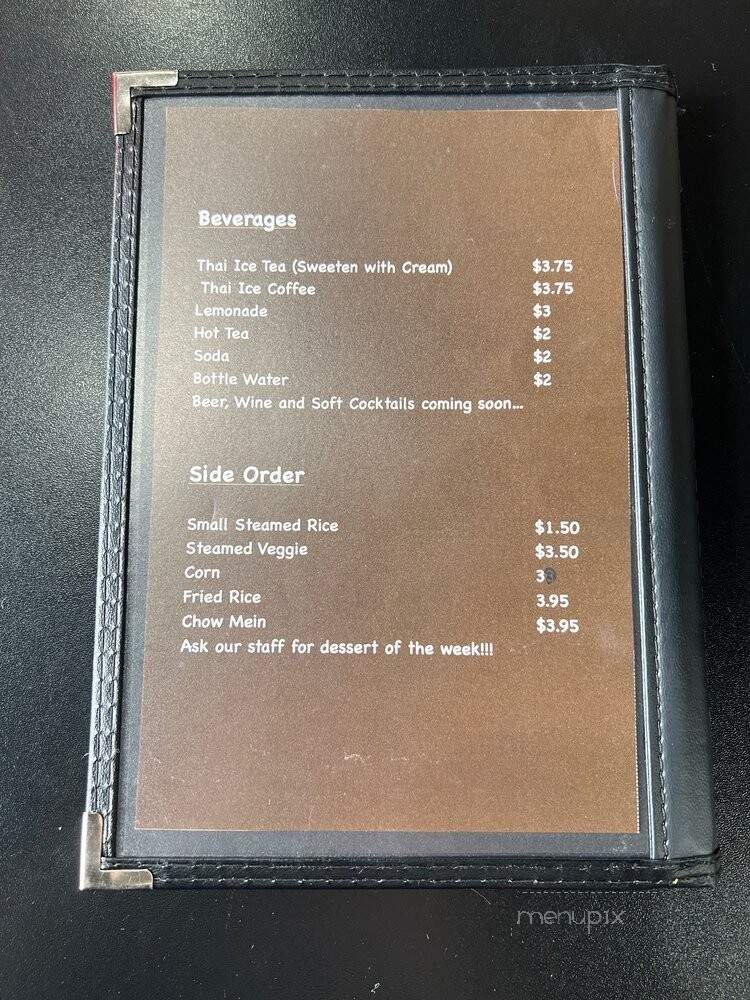 Beverages
Thai Ice Tea (Sweeten with Cream) $3.75
Thai Ice Coffee $3.75
Lemonade $3
Hot Tea $2
Soda $2
Bottle Water $2
Beer, Wine and Soft Cocktails coming soon...
Side Order
Small Steamed Rice $1.50
Steamed Veggie $3.50
Corn 3
Fried Rice 3.95
Chow Mein $3.95
Ask our staff for dessert of the week!!!
menupix